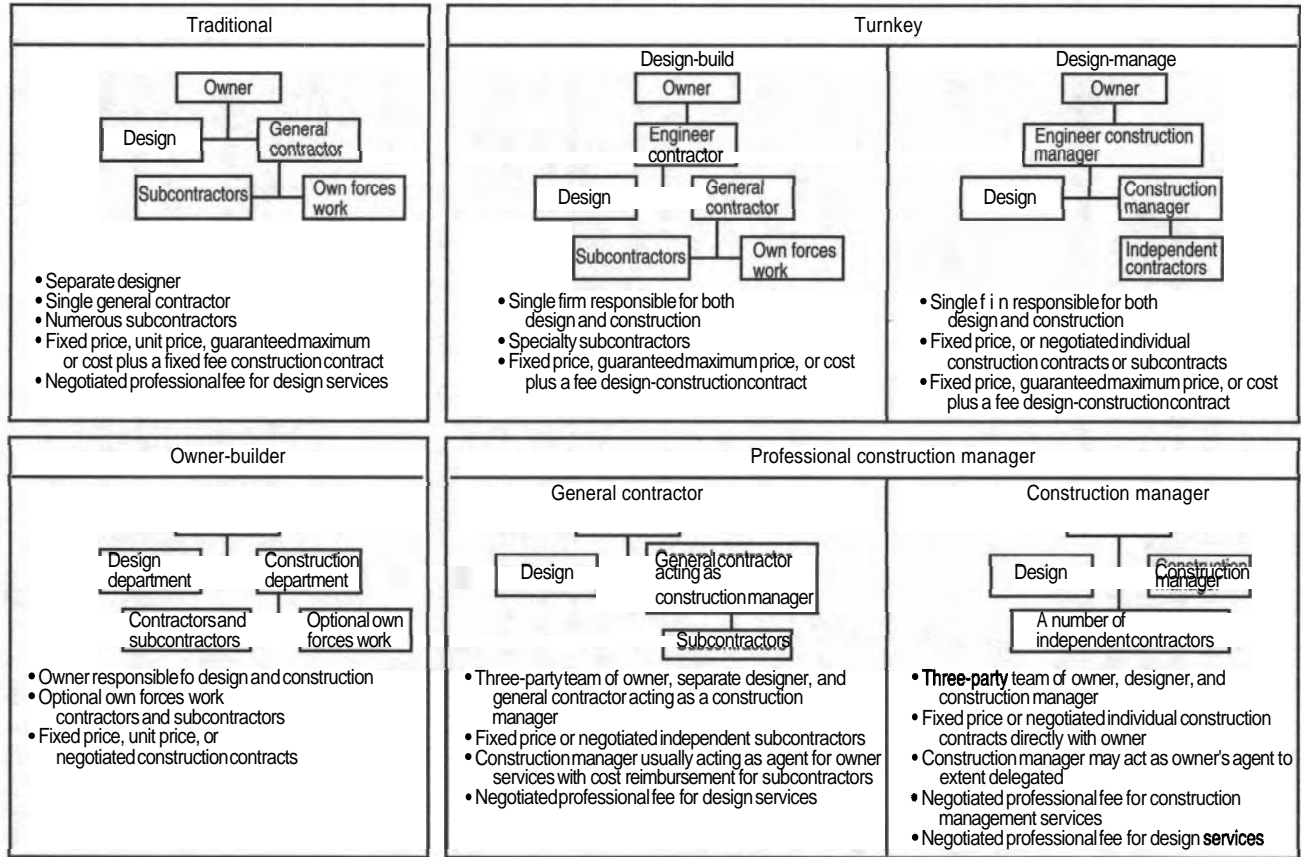 Traditional
Owner
Design
General
contractor
Subcontractors
Own forces
work
• Separate designer
• Single general contractor
• Numerous subcontractors
• Fixed price, unit price, guaranteed maximum
or cost plus a fixed fee construction contract
• Negotiated professional fee for design services
Turnkey
Design-build
Owner
Engineer
contractor
Design
General
contractor
Subcontractors
Own forces
work
• Single firm responsible for both
design and construction
• Specialty subcontractors
• Fixed price, guaranteed maximum price, or cost
plus a fee design-construction contract
Design-manage
Owner
Engineer construction
manager
Design
Construction
manager
Independent
contractors
• Single f i n responsible for both
design and construction
• Fixed price, or negotiated individual
construction contracts or subcontracts
• Fixed price, guaranteed maximum price, or cost
plus a fee design-construction contract
Owner-builder
Design
department
Construction
department
Contractors and
subcontractors
Optional own
forces work
• Owner responsible fo design and construction
• Optional own forces work
contractors and subcontractors
• Fixed price, unit price, or
negotiated construction contracts
Professional construction manager
General contractor
Design
General contractor
acting as
construction manager
Subcontractors
• Three-party team of owner, separate designer, and
general contractor acting as a construction
manager
• Fixed price or negotiated independent subcontractors
• Construction manager usually acting as agent for owner
services with cost reimbursement for subcontractors
• Negotiated professional fee for design services
Construction manager
Design
Construction
manager
A number of
independent contractors
• Three-party team of owner, designer, and
construction manager
• Fixed price or negotiated individual construction
contracts directly with owner
• Construction manager may act as owner's agent to
extent delegated
• Negotiated professional fee for construction
management services
• Negotiated professional fee for design services